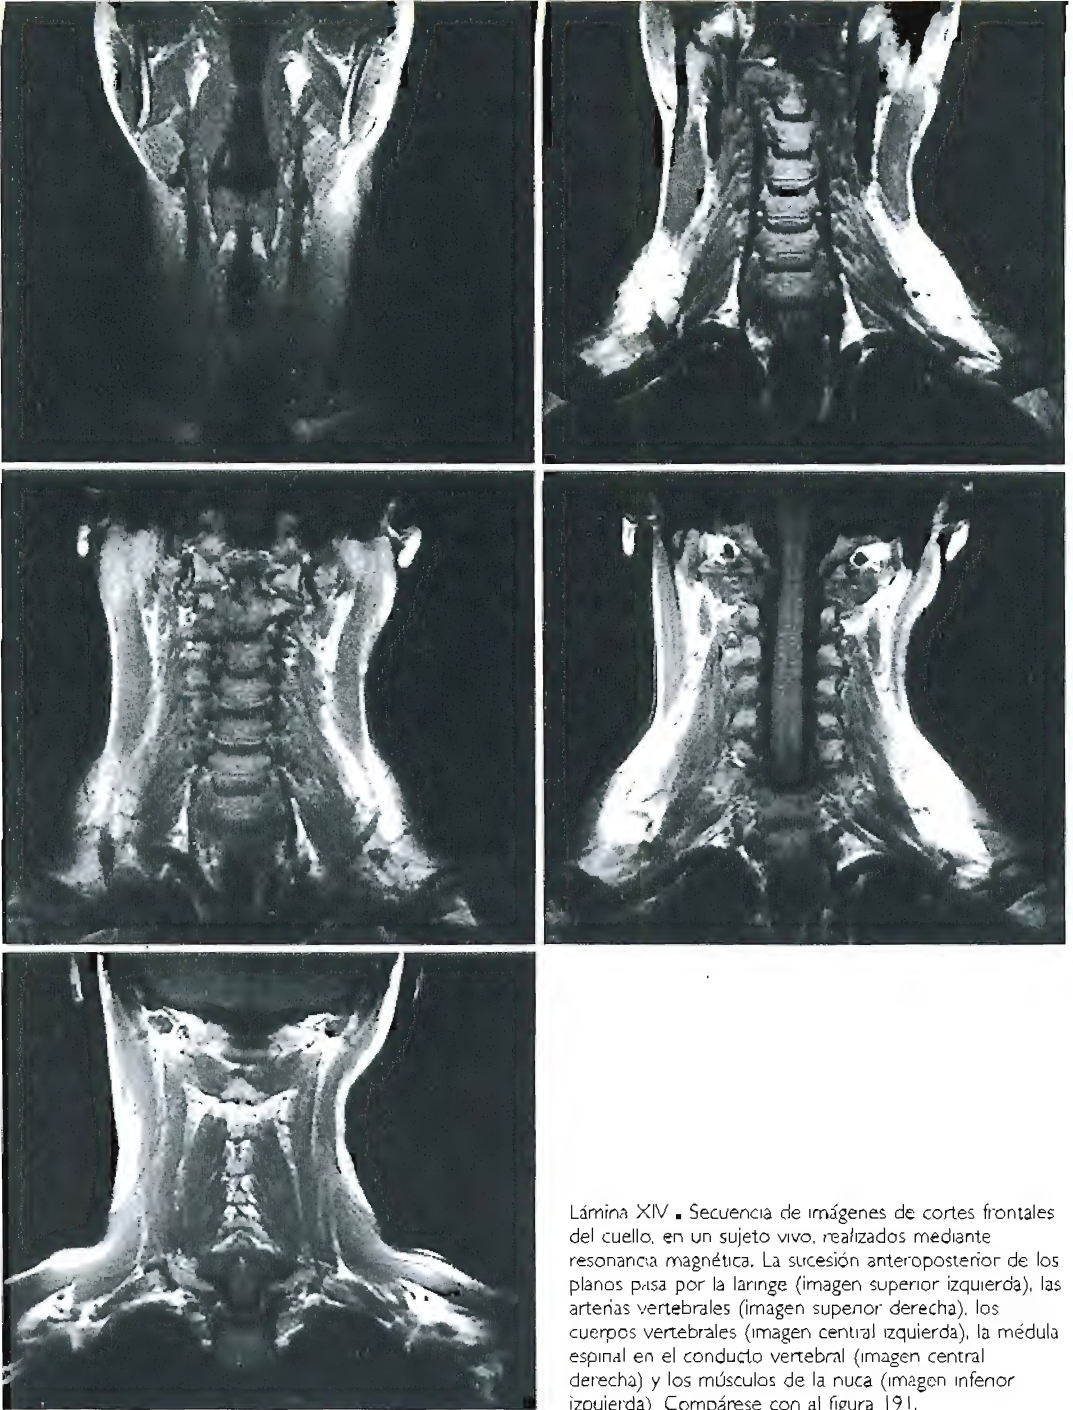 Lámina XIV ▪ Secuencia de imágenes de cortes frontales
del cuello, en un sujeto vivo, realizados mediante
resonancia magnética. La sucesión anteroposterior de los
planos pasa por la laringe (imagen superior izquierda), las
arterias vertebrales (imagen superior derecha), los
cuerpos vertebrales (imagen central izquierda), la médula
espinal en el conducto vertebral (imagen central
derecha) y los músculos de la nuca (imagen inferior
izquierda). Compárese con al figura 191.